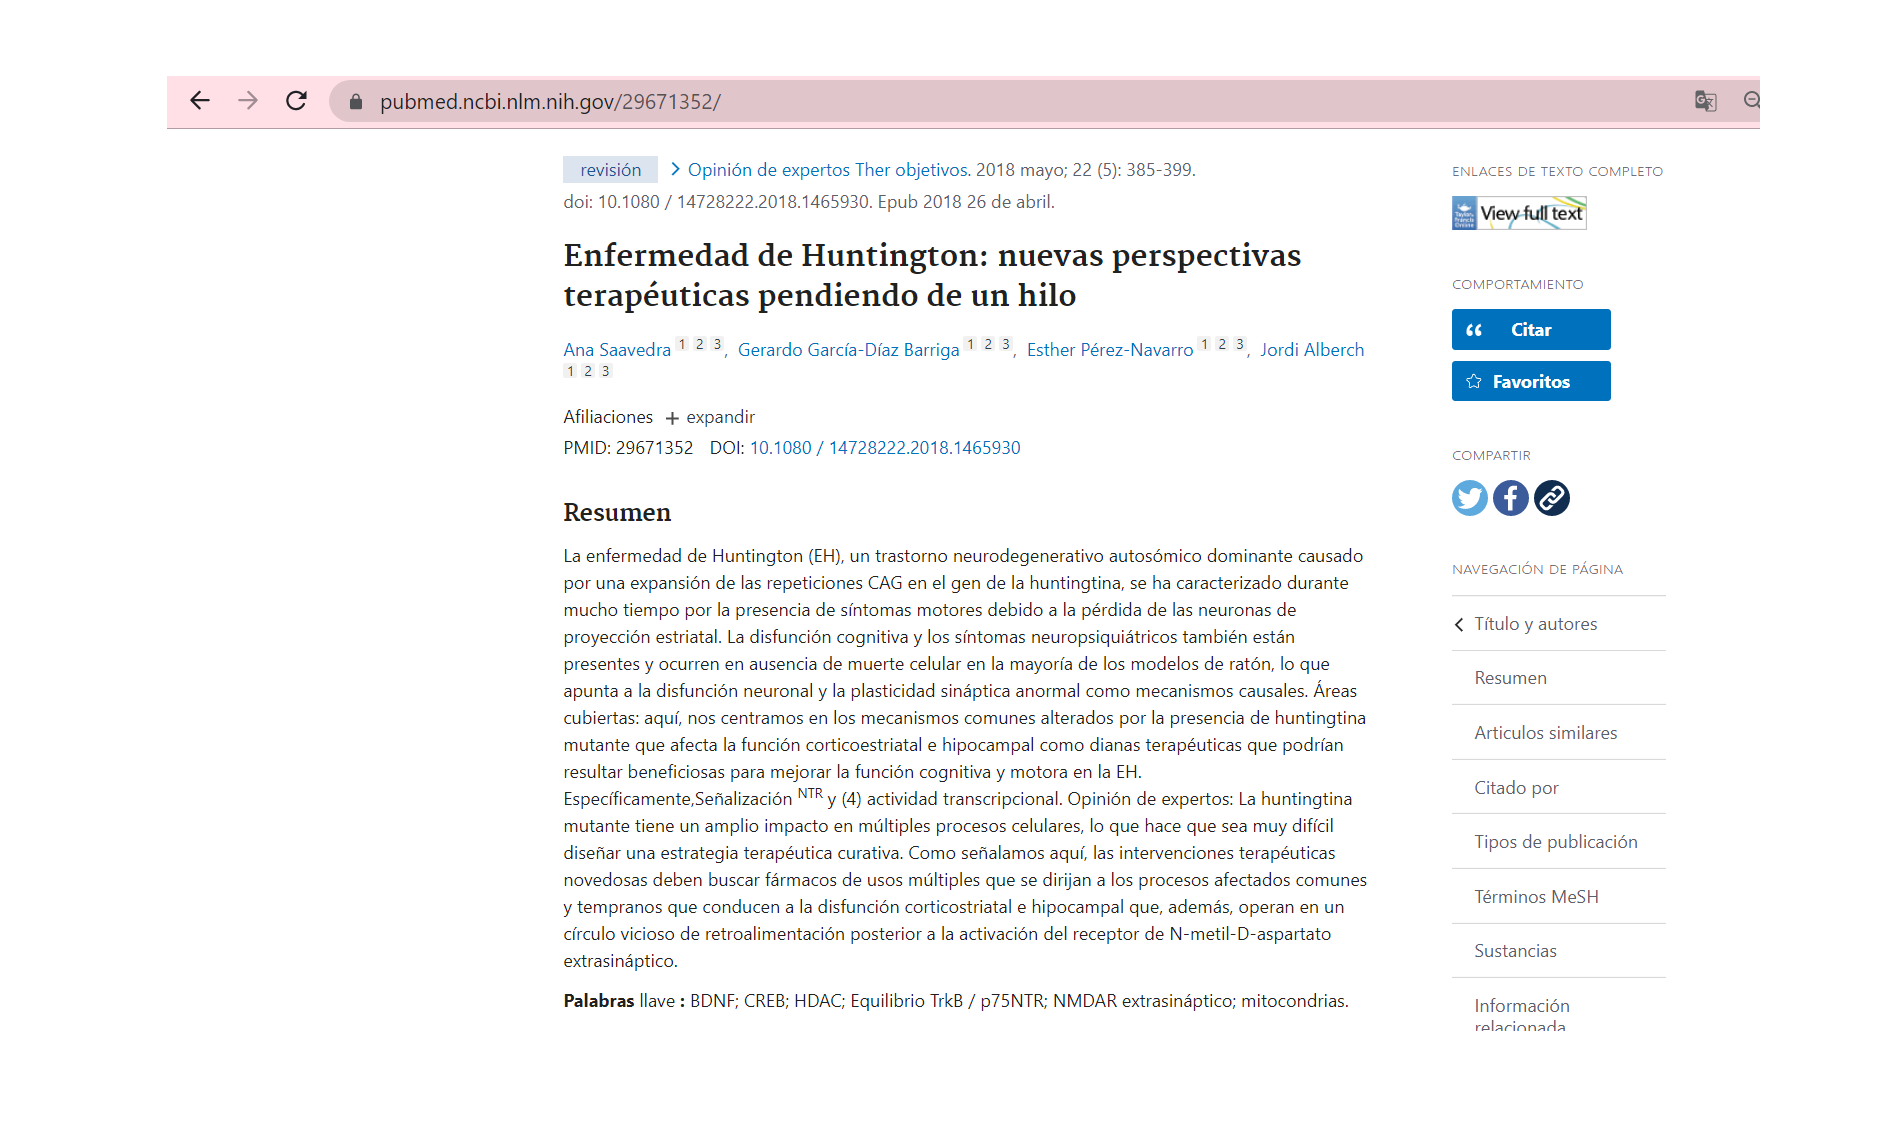 pubmed.ncbi.nlm.nih.gov/29671352/
revisión
Opinión de expertos Ther objetivos. 2018 mayo; 22 (5): 385-399.
doi: 10.1080 / 14728222.2018.1465930. Epub 2018 26 de abril.
Enfermedad de Huntington: nuevas perspectivas
terapéuticas pendiendo de un hilo
Ana Saavedra 1 2 3, Gerardo García-Díaz Barriga 1 2 3, Esther Pérez-Navarro 1 2 3, Jordi Alberch
1 2 3
Afiliaciones + expandir
PMID: 29671352 DOI: 10.1080 / 14728222.2018.1465930
Resumen
La enfermedad de Huntington (EH), un trastorno neurodegenerativo autosómico dominante causado
por una expansión de las repeticiones CAG en el gen de la huntingtina, se ha caracterizado durante
mucho tiempo por la presencia de síntomas motores debido a la pérdida de las neuronas de
proyección estriatal. La disfunción cognitiva y los síntomas neuropsiquiátricos también están
presentes y ocurren en ausencia de muerte celular en la mayoría de los modelos de ratón, lo que
apunta a la disfunción neuronal y la plasticidad sináptica anormal como mecanismos causales. Áreas
cubiertas: aquí, nos centramos en los mecanismos comunes alterados por la presencia de huntingtina
mutante que afecta la función corticoestriatal e hipocampal como dianas terapéuticas que podrían
resultar beneficiosas para mejorar la función cognitiva y motora en la EH.
Específicamente,Señalización NTR y (4) actividad transcripcional. Opinión de expertos: La huntingtina
mutante tiene un amplio impacto en múltiples procesos celulares, lo que hace que sea muy difícil
diseñar una estrategia terapéutica curativa. Como señalamos aquí, las intervenciones terapéuticas
novedosas deben buscar fármacos de usos múltiples que se dirijan a los procesos afectados comunes
y tempranos que conducen a la disfunción corticostriatal e hipocampal que, además, operan en un
círculo vicioso de retroalimentación posterior a la activación del receptor de N-metil-D-aspartato
extrasináptico.
Palabras llave : BDNF; CREB; HDAC; Equilibrio TrkB / p75NTR; NMDAR extrasináptico; mitocondrias.
ENLACES DE TEXTO COMPLETO
Taylor & Francis Online
View full text
COMPORTAMIENTO
Citar
Favoritos
COMPARTIR
NAVEGACIÓN DE PÁGINA
Título y autores
Resumen
Articulos similares
Citado por
Tipos de publicación
Términos MeSH
Sustancias
Información
relacionada